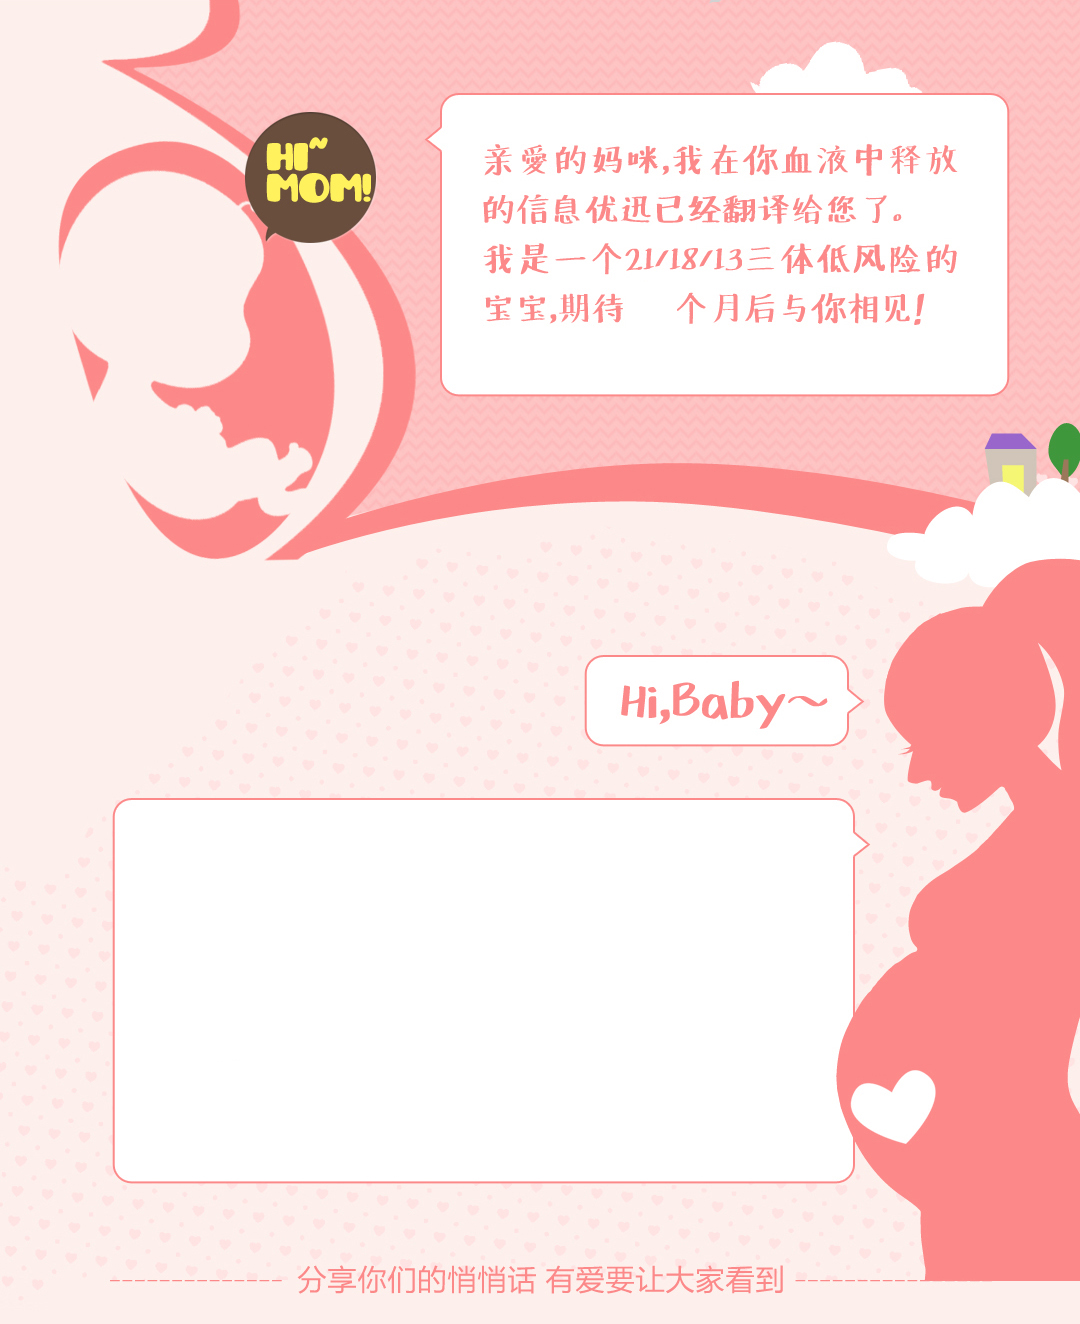 HI~
MOM!
亲愛的妈咪,我在你血液中释放
的信息优迅已经翻译给您了。
我是一个21/18/13三体低风险的
宝宝,期待 个月后与你相见!
Hi,Baby~
分享你们的悄悄话 有爱要让大家看到